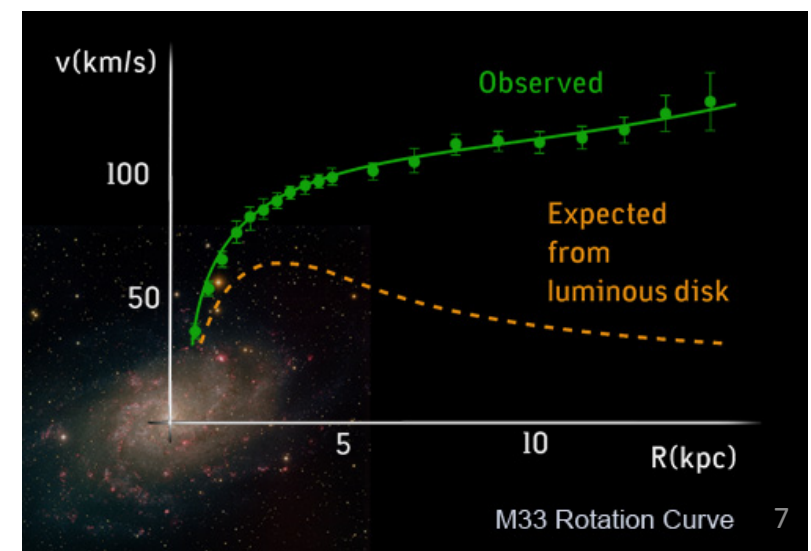 v(km/s)
Observed
100
Expected
from
luminous disk
50
5
10
R(kpc)
M33 Rotation Curve
7